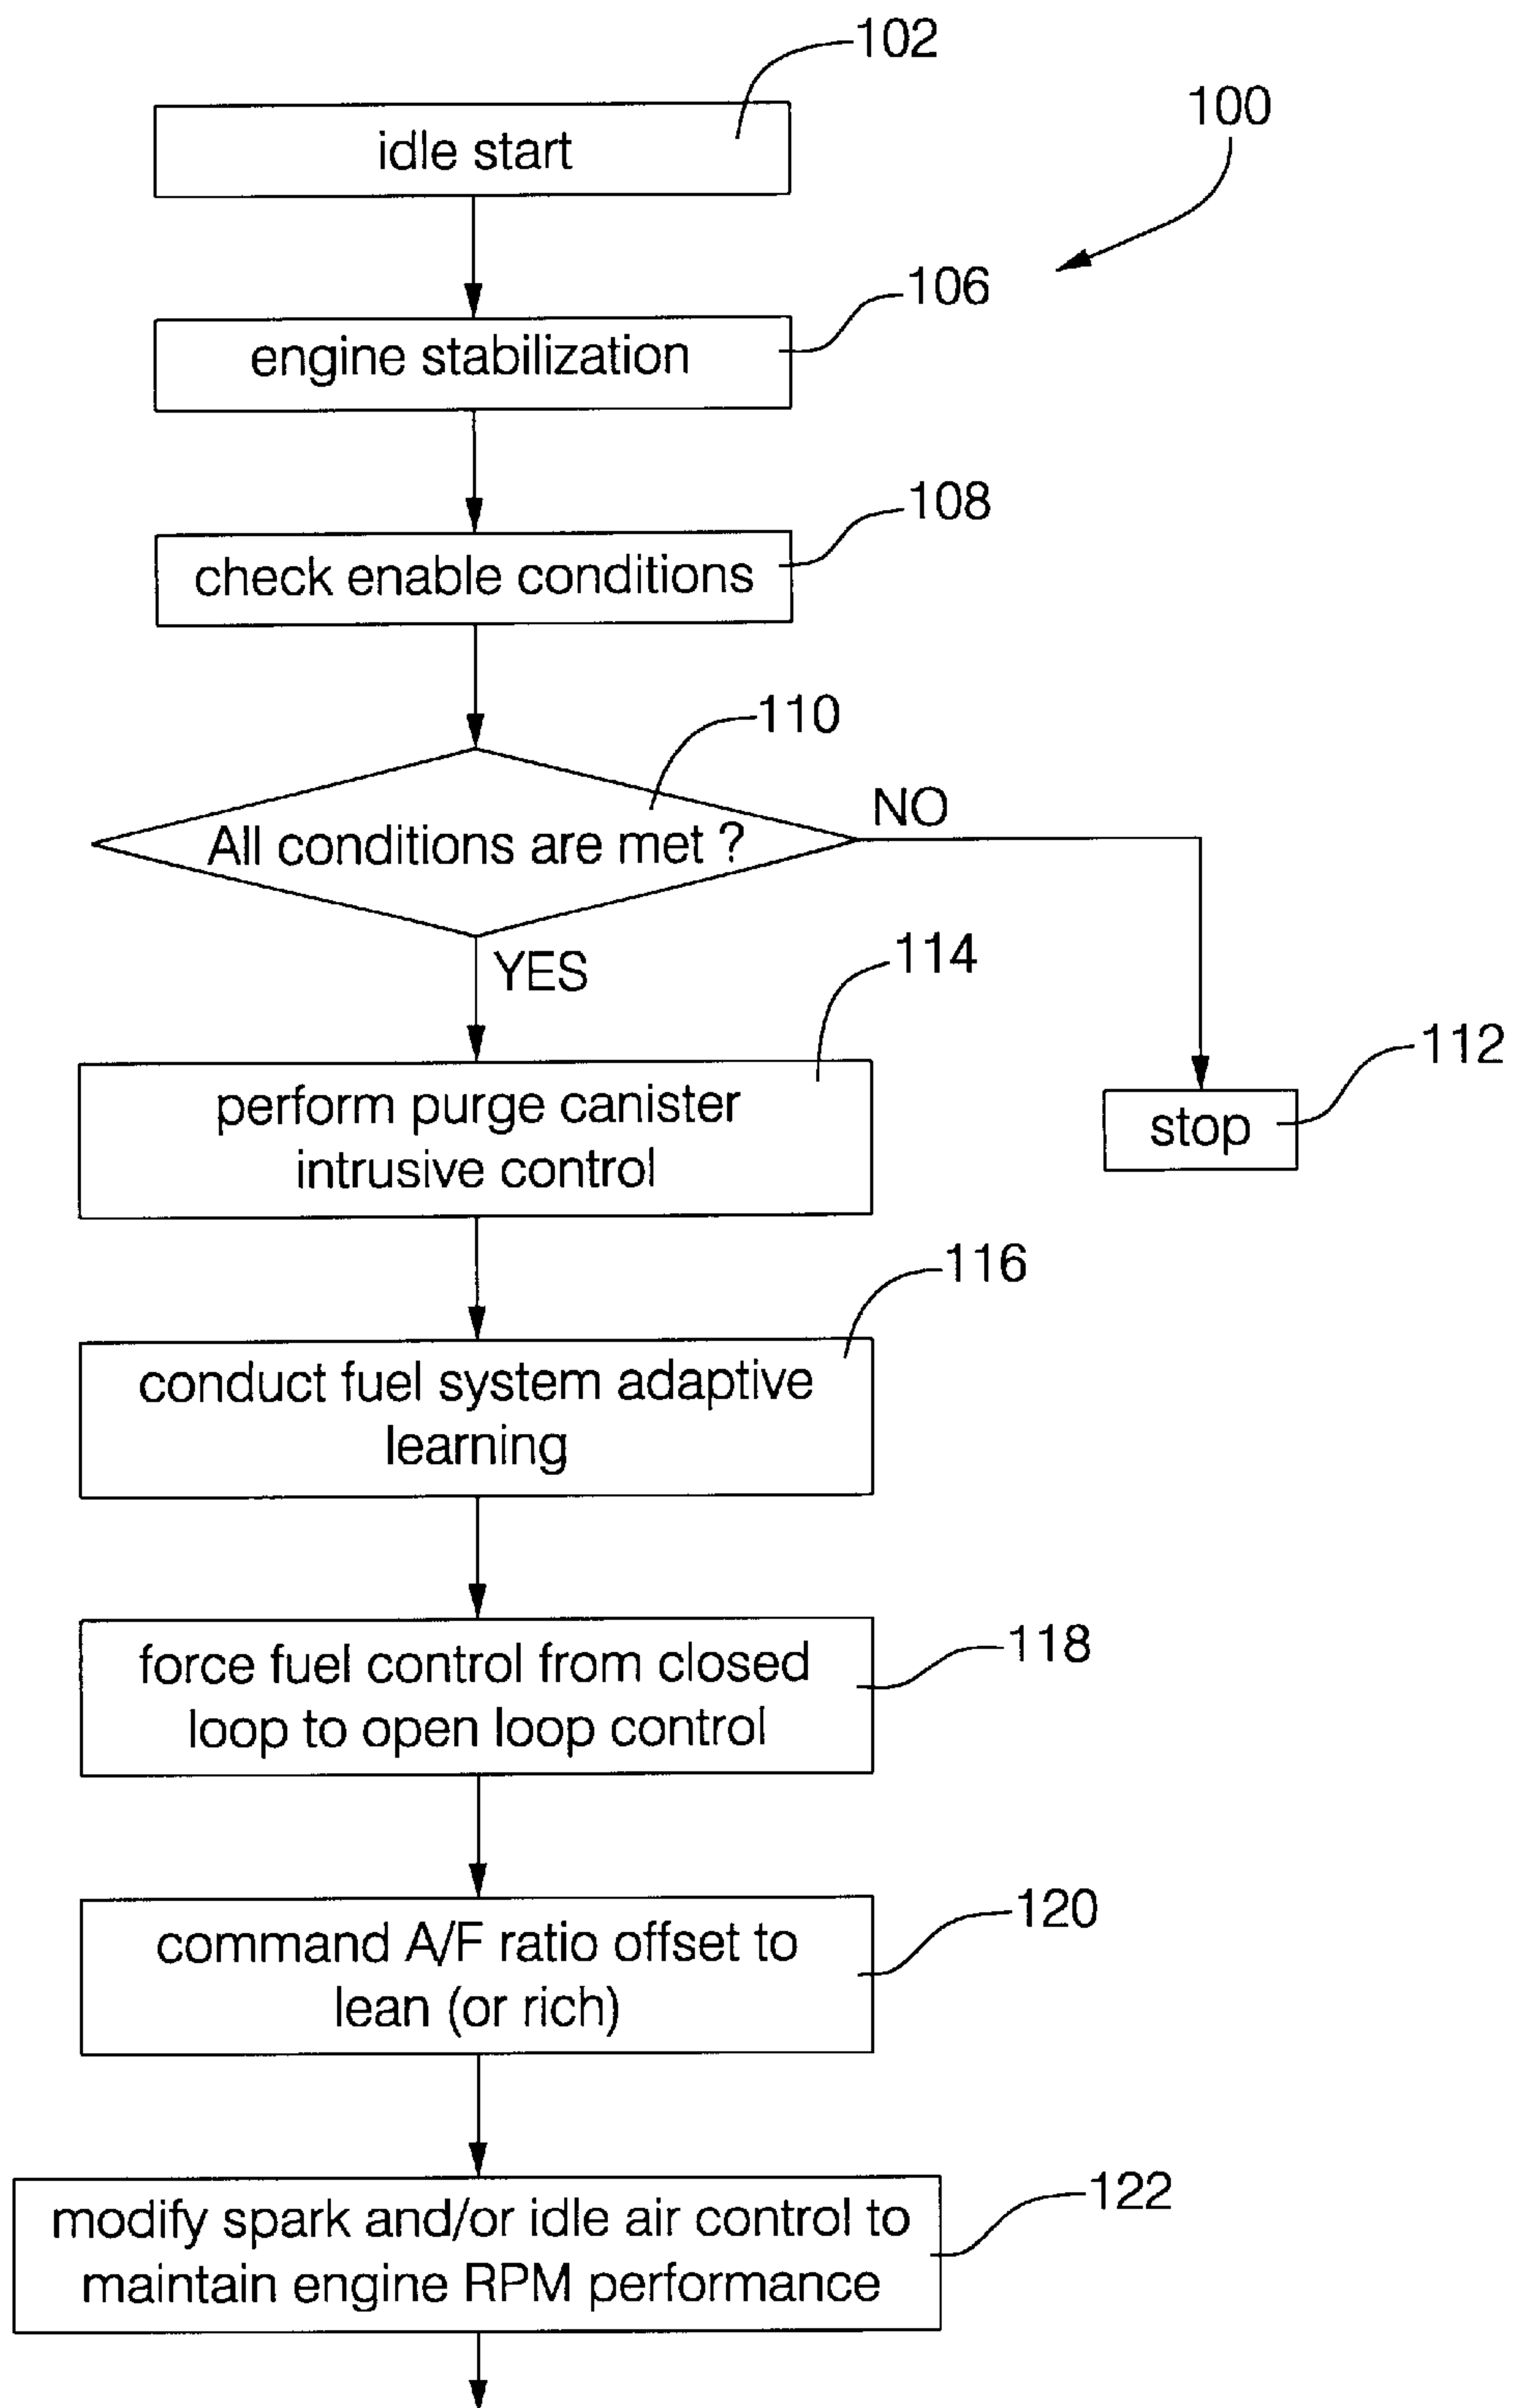 102
100
idle start
106
engine stabilization
108
check enable conditions
110
NO
All conditions are met ?
YES
114
112
perform purge canister
intrusive control
stop
116
conduct fuel system adaptive
learning
118
force fuel control from closed
loop to open loop control
120
command A/F ratio offset to
lean (or rich)
122
modify spark and/or idle air control to
maintain engine RPM performance